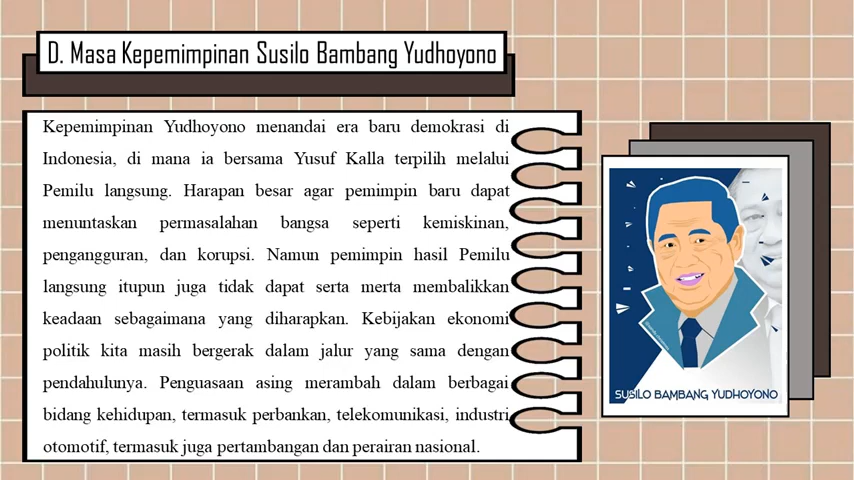 D. Masa Kepemimpinan Susilo Bambang Yudhoyono
Kepemimpinan Yudhoyono menandai era baru demokrasi di
Indonesia, di mana ia bersama Yusuf Kalla terpilih melalui
Pemilu langsung. Harapan besar agar pemimpin baru dapat
menuntaskan permasalahan bangsa seperti kemiskinan,
pengangguran, dan korupsi. Namun pemimpin hasil Pemilu
langsung itupun juga tidak dapat serta merta membalikkan
keadaan sebagaimana yang diharapkan. Kebijakan ekonomi
politik kita masih bergerak dalam jalur yang sama dengan
pendahulunya. Penguasaan asing merambah dalam berbagai
bidang kehidupan, termasuk perbankan, telekomunikasi, industri
otomotif, termasuk juga pertambangan dan perairan nasional.
SUSILO BAMBANG YUDHOYONO